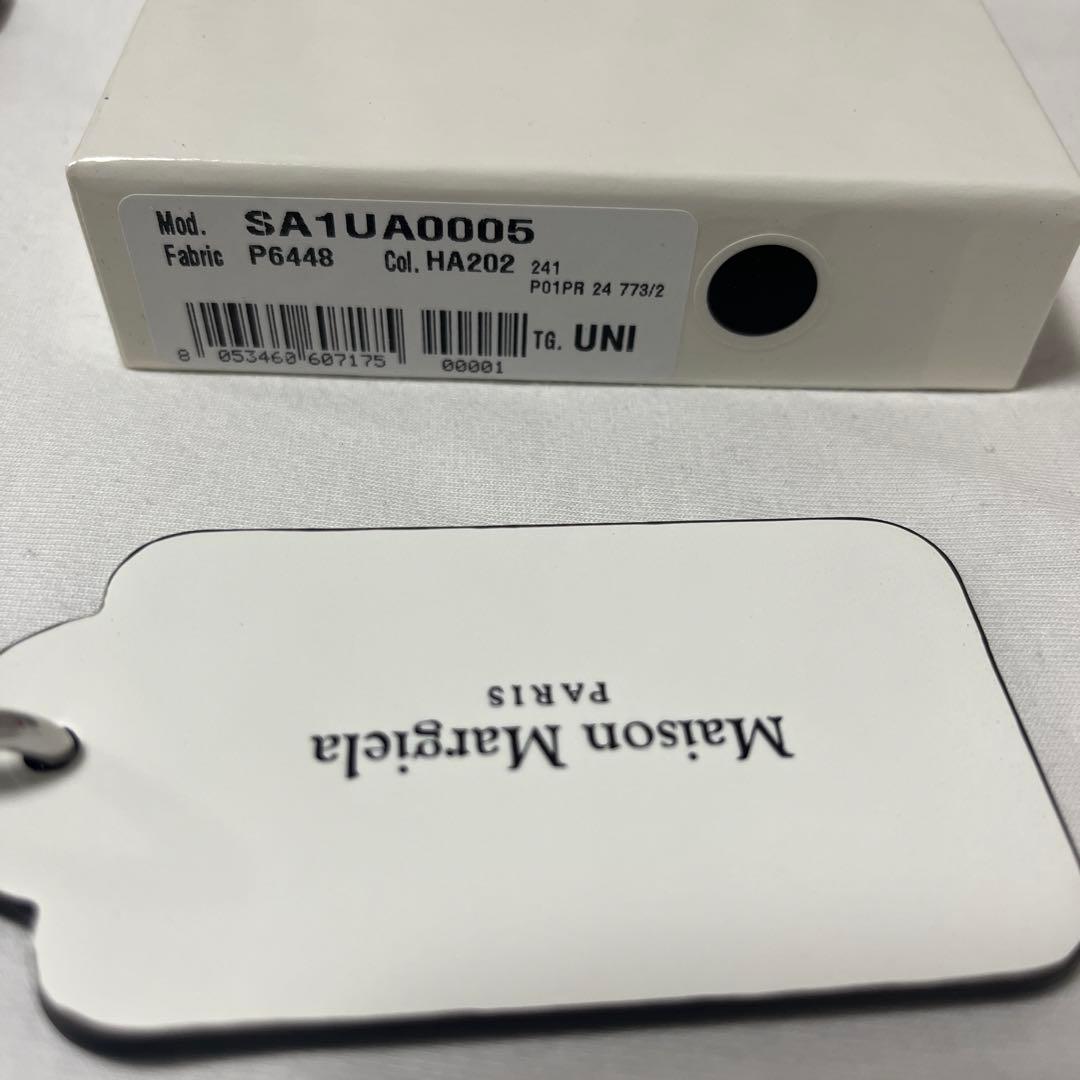 Mod. SA1UA0005
Fabric P6448 Col. HA202 241
P01PR 24 773/2
TG. UNI
8 053460 607175 00001
Maison Margiela
PARIS